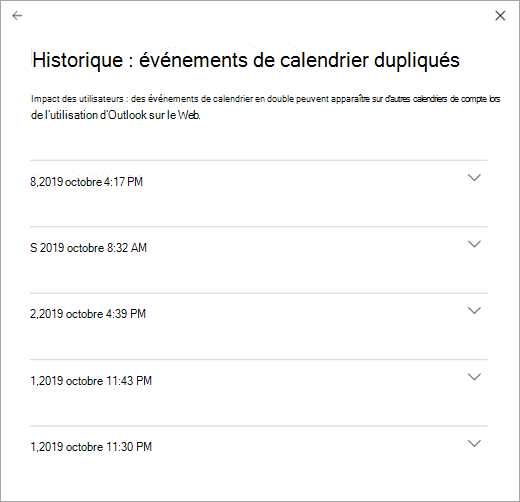 Historique : événements de calendrier dupliqués
Impact des utilisateurs : des événements de calendrier en double peuvent apparaître sur d'autres calendriers de compte lors
de l'utilisation d'Outlook sur le Web.
8,2019 octobre 4:17 PM
S 2019 octobre 8:32 AM
2,2019 octobre 4:39 PM
1,2019 octobre 11:43 PM
1,2019 octobre 11:30 PM